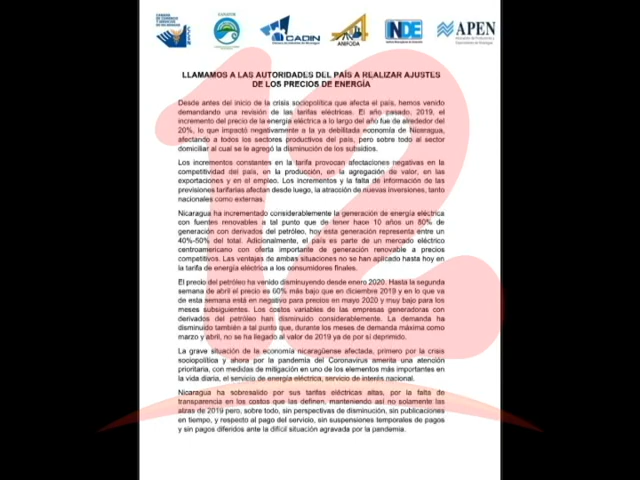 CÁMARA DE COMERCIO Y SERVICIOS DE NICARAGUA
CANATUR
CADIN
ANIFODA
INDE
APEN
12
LLAMAMOS A LAS AUTORIDADES DEL PAÍS A REALIZAR AJUSTES
DE LOS PRECIOS DE ENERGÍA
Desde antes del inicio de la crisis sociopolítica que afecta el país, hemos venido
demandando una revisión de las tarifas eléctricas. El año pasado, 2019, el
incremento del precio de la energía eléctrica a lo largo del año fue de alrededor del
20%, lo que impactó negativamente a la ya debilitada economía de Nicaragua,
afectando a todos los sectores productivos del país, pero sobre todo al sector
domiciliar al cual se le agregó la disminución de los subsidios.
Los incrementos constantes en la tarifa provocan afectaciones negativas en la
competitividad del país, en la producción, en la agregación de valor, en las
exportaciones y en el empleo. Los incrementos y la falta de información de las
previsiones tarifarias afectan desde luego, la atracción de nuevas inversiones, tanto
nacionales como externas.
Nicaragua ha incrementado considerablemente la generación de energía eléctrica
con fuentes renovables a tal punto que de tener hace 10 años un 80% de
generación con derivados del petróleo, hoy esta generación representa entre un
40%-50% del total. Adicionalmente, el país es parte de un mercado eléctrico
centroamericano con oferta importante de generación renovable a precios
competitivos. Las ventajas de ambas situaciones no se han aplicado hasta hoy en
la tarifa de energía eléctrica a los consumidores finales.
El precio del petróleo ha venido disminuyendo desde enero 2020. Hasta la segunda
semana de abril el precio es 60% más bajo que en diciembre 2019 y en lo que va
de esta semana está en negativo para precios en mayo 2020 y muy bajo para los
meses subsiguientes. Los costos variables de las empresas generadoras con
derivados del petróleo han disminuido considerablemente. La demanda ha
disminuido también a tal punto que, durante los meses de demanda máxima como
marzo y abril, no se ha llegado al valor de 2019 ya de por sí deprimido.
La grave situación de la economía nicaragüense afectada, primero por la crisis
sociopolítica y ahora por la pandemia del Coronavirus amerita una atención
prioritaria, con medidas de mitigación en uno de los elementos más importantes en
la vida diaria, el servicio de energía eléctrica, servicio de interés nacional.
Nicaragua ha sobresalido por sus tarifas eléctricas altas, por la falta de
transparencia en los costos que las definen, manteniendo así no solamente las
alzas de 2019 pero, sobre todo, sin perspectivas de disminución, sin publicaciones
en tiempo, y respecto al pago del servicio, sin suspensiones temporales de pagos
y sin pagos diferidos ante la difícil situación agravada por la pandemia.